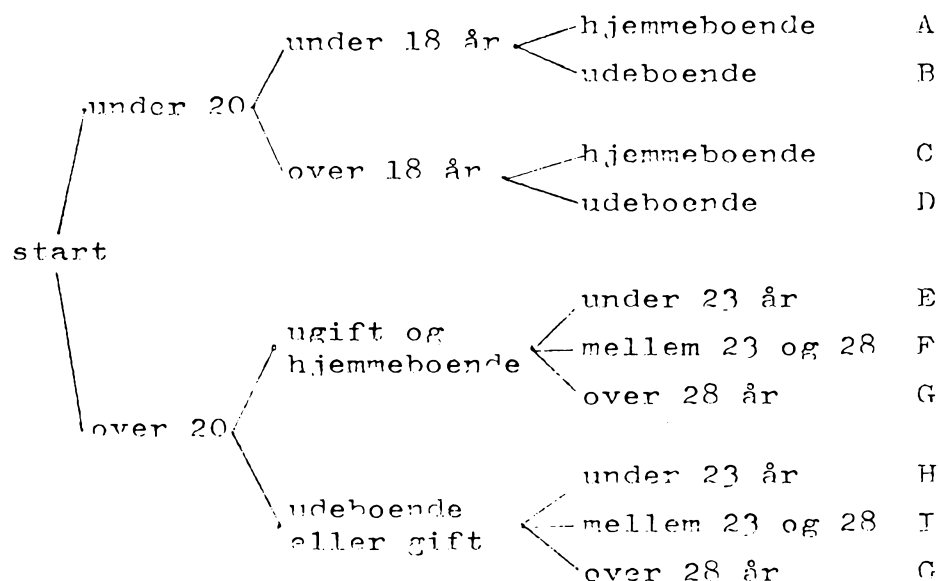 under 18 år hjemmeboende A
udeboende B
under 20
over 18 år hjemmeboende C
udeboende D
start
ugift og
hjemmeboende
under 23 år E
mellem 23 og 28 F
over 28 år G
over 20
udeboende
eller gift
under 23 år H
mellem 23 og 28 I
over 28 år G